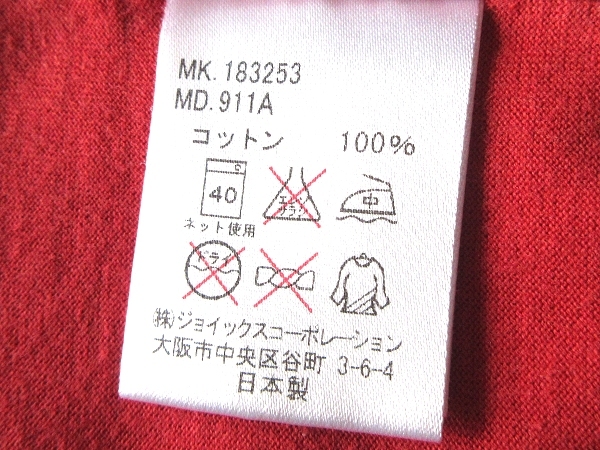 MK. 183253
MD. 911A
コットン 100%
40 エンソ サラシ 中
ネット使用
ドライ
(株)ジョイックスコーポレーション
大阪市中央区谷町 3-6-4
日本製